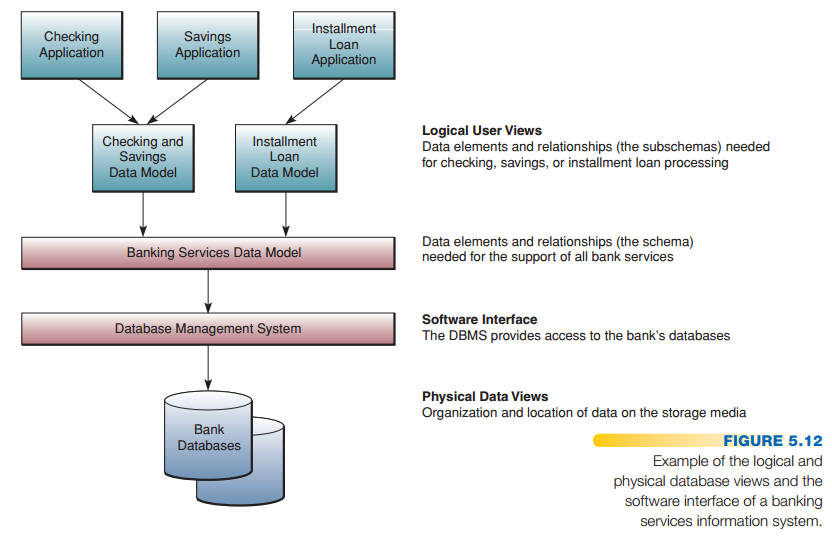 Checking
Application
Savings
Application
Installment
Loan
Application
Checking and
Savings
Data Model
Installment
Loan
Data Model
Logical User Views
Data elements and relationships (the subschemas) needed
for checking, savings, or installment loan processing
Banking Services Data Model
Data elements and relationships (the schema)
needed for the support of all bank services
Database Management System
Software Interface
The DBMS provides access to the bank’s databases
Bank
Databases
Physical Data Views
Organization and location of data on the storage media
FIGURE 5.12
Example of the logical and
physical database views and the
software interface of a banking
services information system.